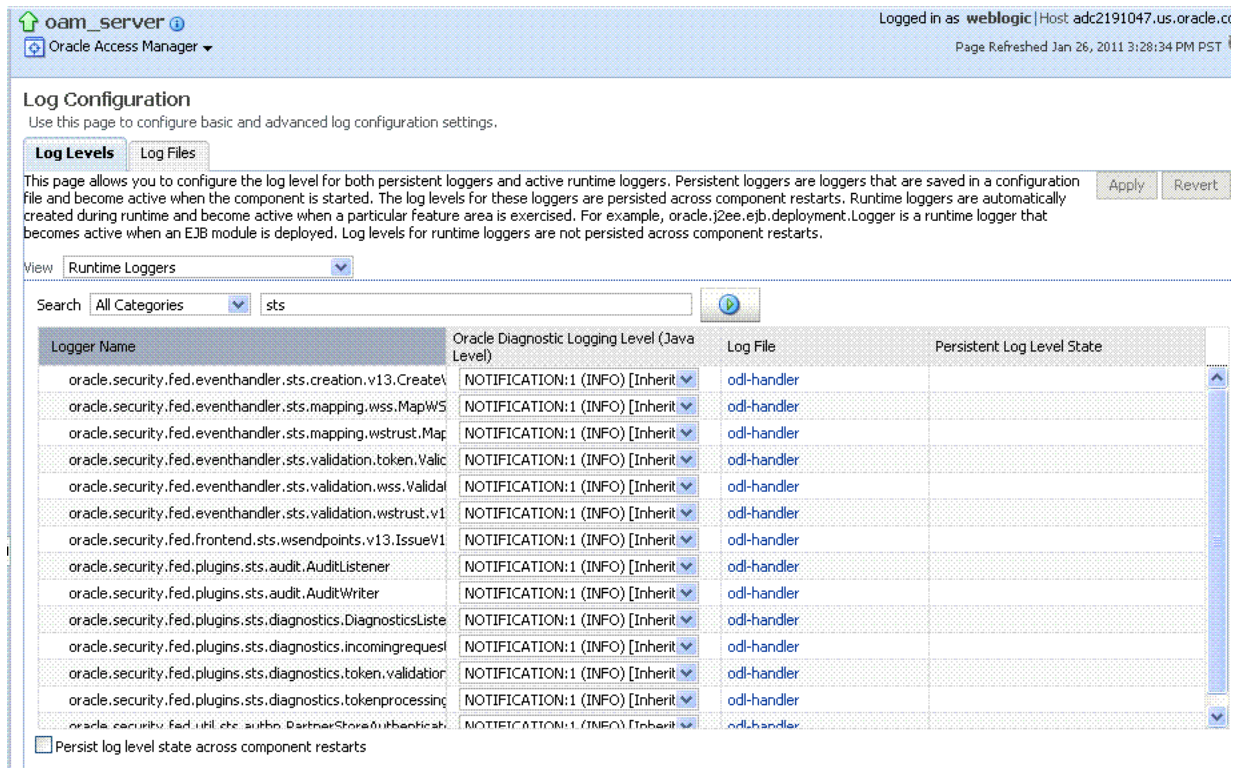 oam_server
Logged in as weblogic|Host adc2191047.us.oracle.co
Oracle Access Manager
Page Refreshed Jan 26, 2011 3:28:34 PM PST
Log Configuration
Use this page to configure basic and advanced log configuration settings.
Log Levels Log Files
This page allows you to configure the log level for both persistent loggers and active runtime loggers. Persistent loggers are loggers that are saved in a configuration
file and become active when the component is started. The log levels for these loggers are persisted across component restarts. Runtime loggers are automatically
created during runtime and become active when a particular feature area is exercised. For example, oracle.j2ee.ejb.deployment.Logger is a runtime logger that
becomes active when an EJB module is deployed. Log levels for runtime loggers are not persisted across component restarts.
Apply Revert
View Runtime Loggers
Search All Categories sts
Logger Name Oracle Diagnostic Logging Level (Java Level) Log File Persistent Log Level State
oracle.security.fed.eventhandler.sts.creation.v13.Create NOTIFICATION:1 (INFO) [Inherit odl-handler
oracle.security.fed.eventhandler.sts.mapping.wss.MapWS NOTIFICATION:1 (INFO) [Inherit odl-handler
oracle.security.fed.eventhandler.sts.mapping.wstrust.Map NOTIFICATION:1 (INFO) [Inherit odl-handler
oracle.security.fed.eventhandler.sts.validation.token.Valid NOTIFICATION:1 (INFO) [Inherit odl-handler
oracle.security.fed.eventhandler.sts.validation.wss.Valida NOTIFICATION:1 (INFO) [Inherit odl-handler
oracle.security.fed.eventhandler.sts.validation.wstrust.v1 NOTIFICATION:1 (INFO) [Inherit odl-handler
oracle.security.fed.frontend.sts.wsendpoints.v13.IssueV1 NOTIFICATION:1 (INFO) [Inherit odl-handler
oracle.security.fed.plugins.sts.audit.AuditListener NOTIFICATION:1 (INFO) [Inherit odl-handler
oracle.security.fed.plugins.sts.audit.AuditWriter NOTIFICATION:1 (INFO) [Inherit odl-handler
oracle.security.fed.plugins.sts.diagnostics.DiagnosticsListe NOTIFICATION:1 (INFO) [Inherit odl-handler
oracle.security.fed.plugins.sts.diagnostics.incomingreques NOTIFICATION:1 (INFO) [Inherit odl-handler
oracle.security.fed.plugins.sts.diagnostics.token.validation NOTIFICATION:1 (INFO) [Inherit odl-handler
oracle.security.fed.plugins.sts.diagnostics.tokenprocessing NOTIFICATION:1 (INFO) [Inherit odl-handler
oracle.security.fed.util.sts.authn.PartnerStoreAuthenticat NOTIFICATION:1 (INFO) [Inherit odl-handler
Persist log level state across component restarts